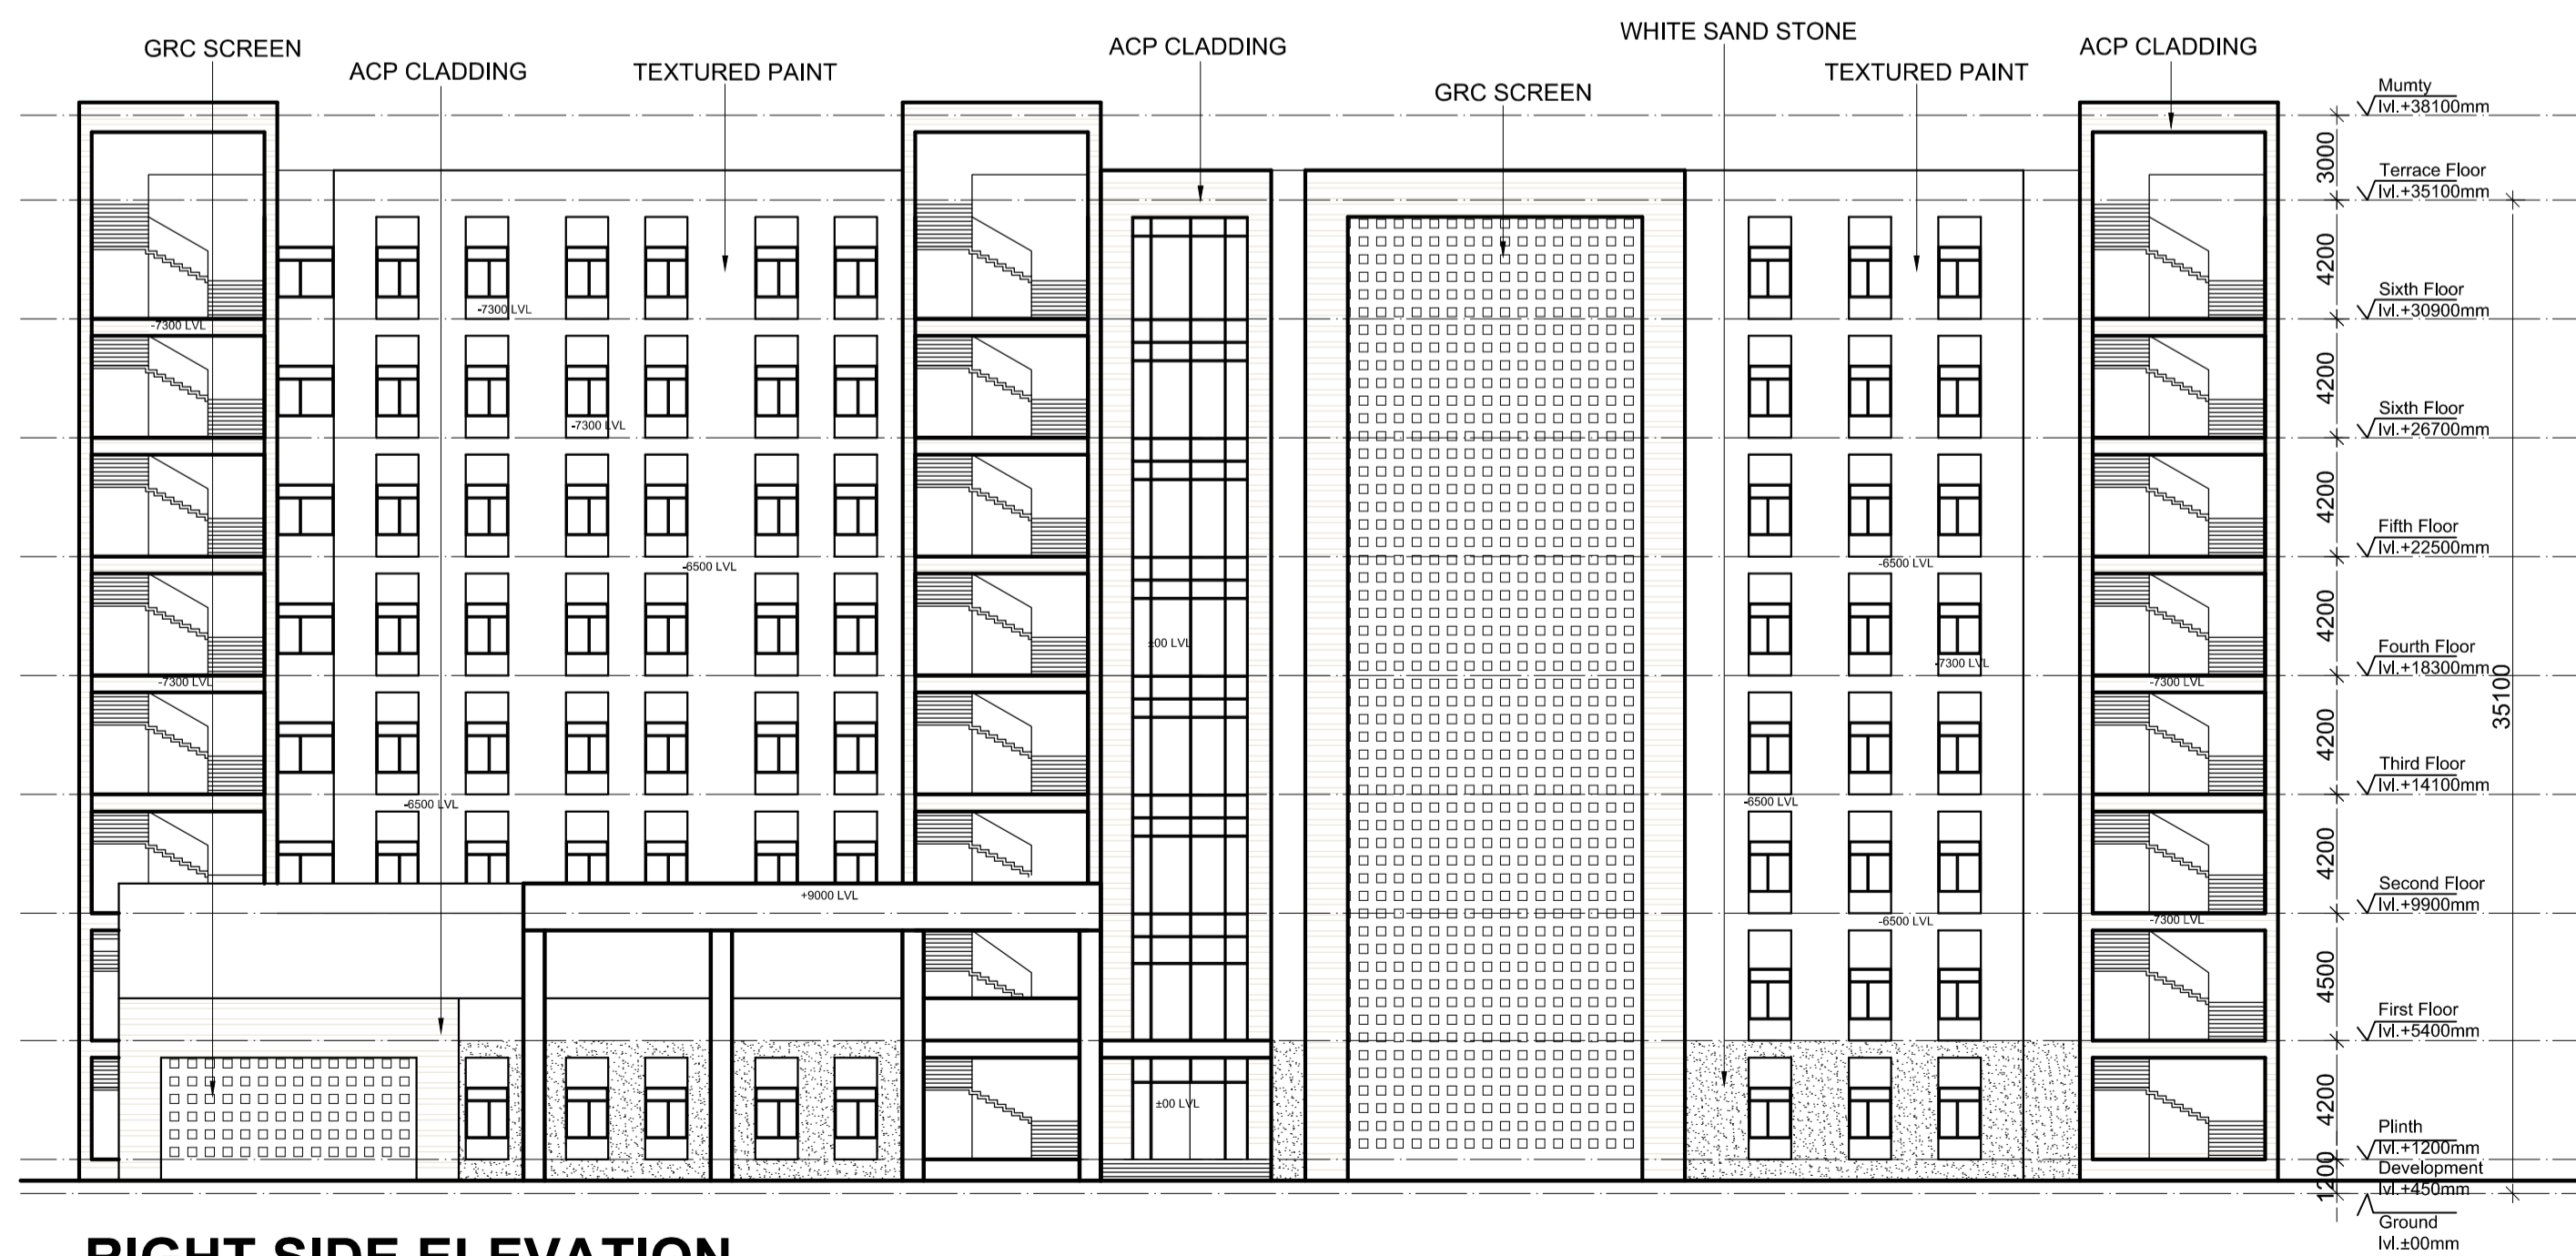 WHITE SAND STONE
GRC SCREEN
ACP CLADDING
ACP CLADDING
ACP CLADDING
TEXTURED PAINT
TEXTURED PAINT
GRC SCREEN
Mumty
lvl.+38100mm
3000
Terrace Floor
lvl.+35100mm
4200
Sixth Floor
lvl.+30900mm
-7300 LVL
-7300 LVL
4200
Sixth Floor
lvl.+26700mm
-7300 LVL
4200
Fifth Floor
lvl.+22500mm
-6500 LVL
-6500 LVL
4200
Fourth Floor
lvl.+18300mm
±00 LVL
-7300 LVL
-7300 LVL
-7300 LVL
35100
4200
Third Floor
lvl.+14100mm
-6500 LVL
-6500 LVL
4200
Second Floor
lvl.+9900mm
+9000 LVL
-6500 LVL
-7300 LVL
4500
First Floor
lvl.+5400mm
4200
±00 LVL
Plinth
lvl.+1200mm
1200
Development
lvl.+450mm
Ground
lvl.±00mm
RIGHT SIDE ELEVATION